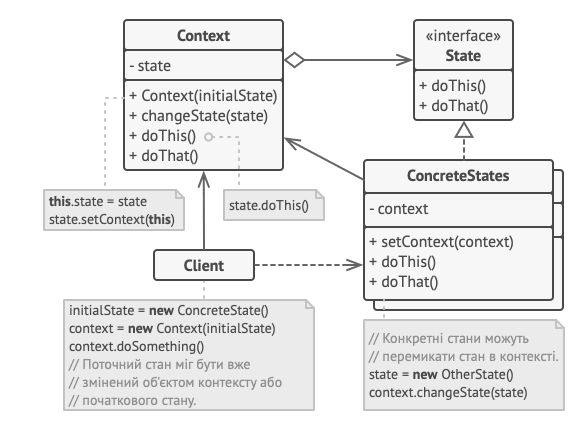 Context
- state
+ Context(initialState)
+ changeState(state)
+ doThis()
+ doThat()
«interface»
State
+ doThis()
+ doThat()
this.state = state
state.setContext(this)
state.doThis()
ConcreteStates
- context
+ setContext(context)
+ doThis()
+ doThat()
Client
initialState = new ConcreteState()
context = new Context(initialState)
context.doSomething()
// Поточний стан міг бути вже
// змінений об'єктом контексту або
// початкового стану.
// Конкретні стани можуть
// перемикати стан в контексті.
state = new OtherState()
context.changeState(state)